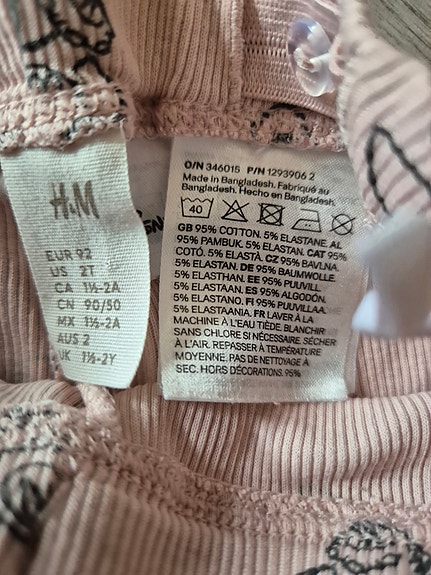 H&M
EUR 92
US 2T
CA 1½-2A
CN 90/50
MX 1½-2A
AUS 2
UK 1½-2Y
O/N 346015 P/N 1293906 2
Made in Bangladesh. Fabriqué au
Bangladesh. Hecho en Bangladesh.
40
GB 95% COTTON. 5% ELASTANE. AL
95% PAMBUK. 5% ELASTAN. CAT 95%
COTÓ. 5% ELASTÀ. CZ 95% BAVLNA.
5% ELASTAN. DE 95% BAUMWOLLE.
5% ELASTHAN. EE 95% PUUVILL.
5% ELASTAAN. ES 95% ALGODÓN.
5% ELASTANO. FI 95% PUUVILLAA.
5% ELASTAANIA. FR LAVER À LA
MACHINE À L'EAU TIÈDE. BLANCHIR
SANS CHLORE SI NÉCESSAIRE. SÉCHER
À L'AIR. REPASSER À TEMPÉRATURE
MOYENNE. PAS DE NETTOYAGE À
SEC. HORS DÉCORATIONS. 95%